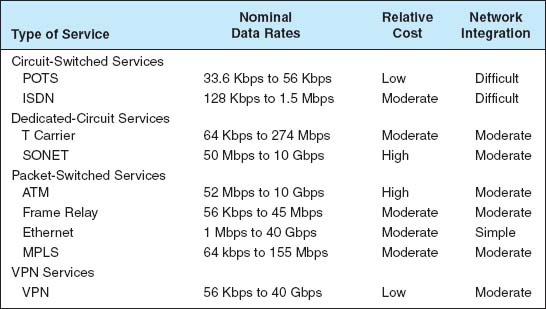 Type of Service Nominal Data Rates Relative Cost Network Integration
Circuit-Switched Services
POTS 33.6 Kbps to 56 Kbps Low Difficult
ISDN 128 Kbps to 1.5 Mbps Moderate Difficult
Dedicated-Circuit Services
T Carrier 64 Kbps to 274 Mbps Moderate Moderate
SONET 50 Mbps to 10 Gbps High Moderate
Packet-Switched Services
ATM 52 Mbps to 10 Gbps High Moderate
Frame Relay 56 Kbps to 45 Mbps Moderate Moderate
Ethernet 1 Mbps to 40 Gbps Moderate Simple
MPLS 64 kbps to 155 Mbps Moderate Moderate
VPN Services
VPN 56 Kbps to 40 Gbps Low Moderate